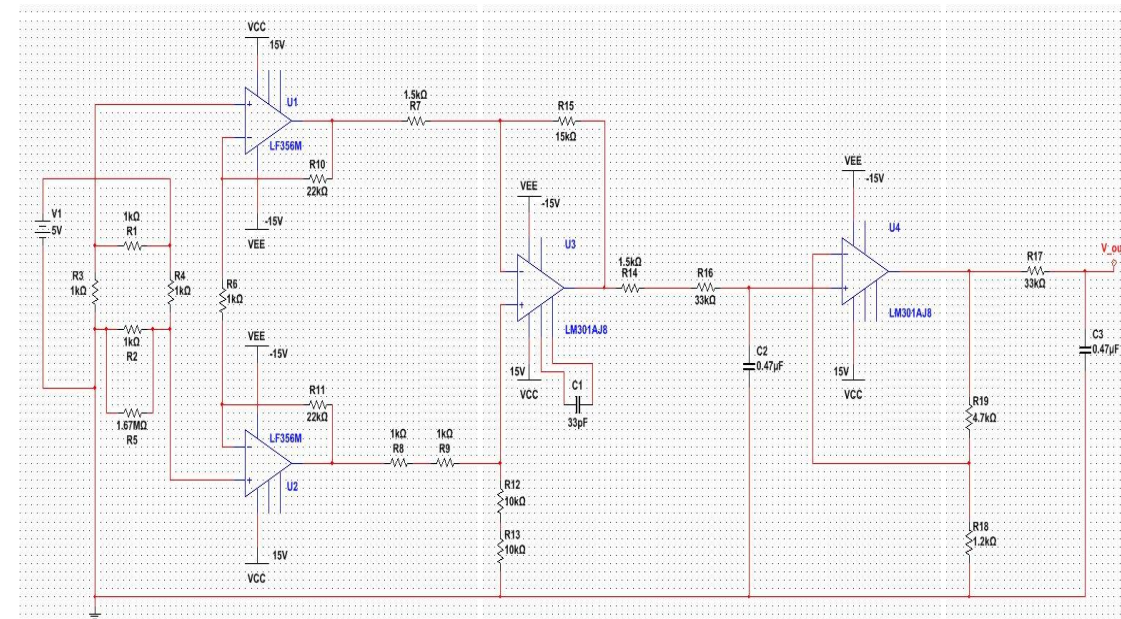 VCC
15V
U1
LF356M
R10
22kΩ
-15V
VEE
1.5kΩ
R7
R15
15kΩ
V1
5V
1kΩ
R1
R3
1kΩ
R4
1kΩ
1kΩ
R2
1.67MΩ
R5
R6
1kΩ
VEE
-15V
R11
22kΩ
LF356M
U2
15V
VCC
1kΩ
R8
1kΩ
R9
R12
10kΩ
R13
10kΩ
VEE
-15V
U3
LM301AJ8
15V
VCC
C1
33pF
1.5kΩ
R14
R16
33kΩ
C2
0.47µF
VEE
-15V
U4
LM301AJ8
15V
VCC
R19
4.7kΩ
R18
1.2kΩ
R17
33kΩ
C3
0.47µF